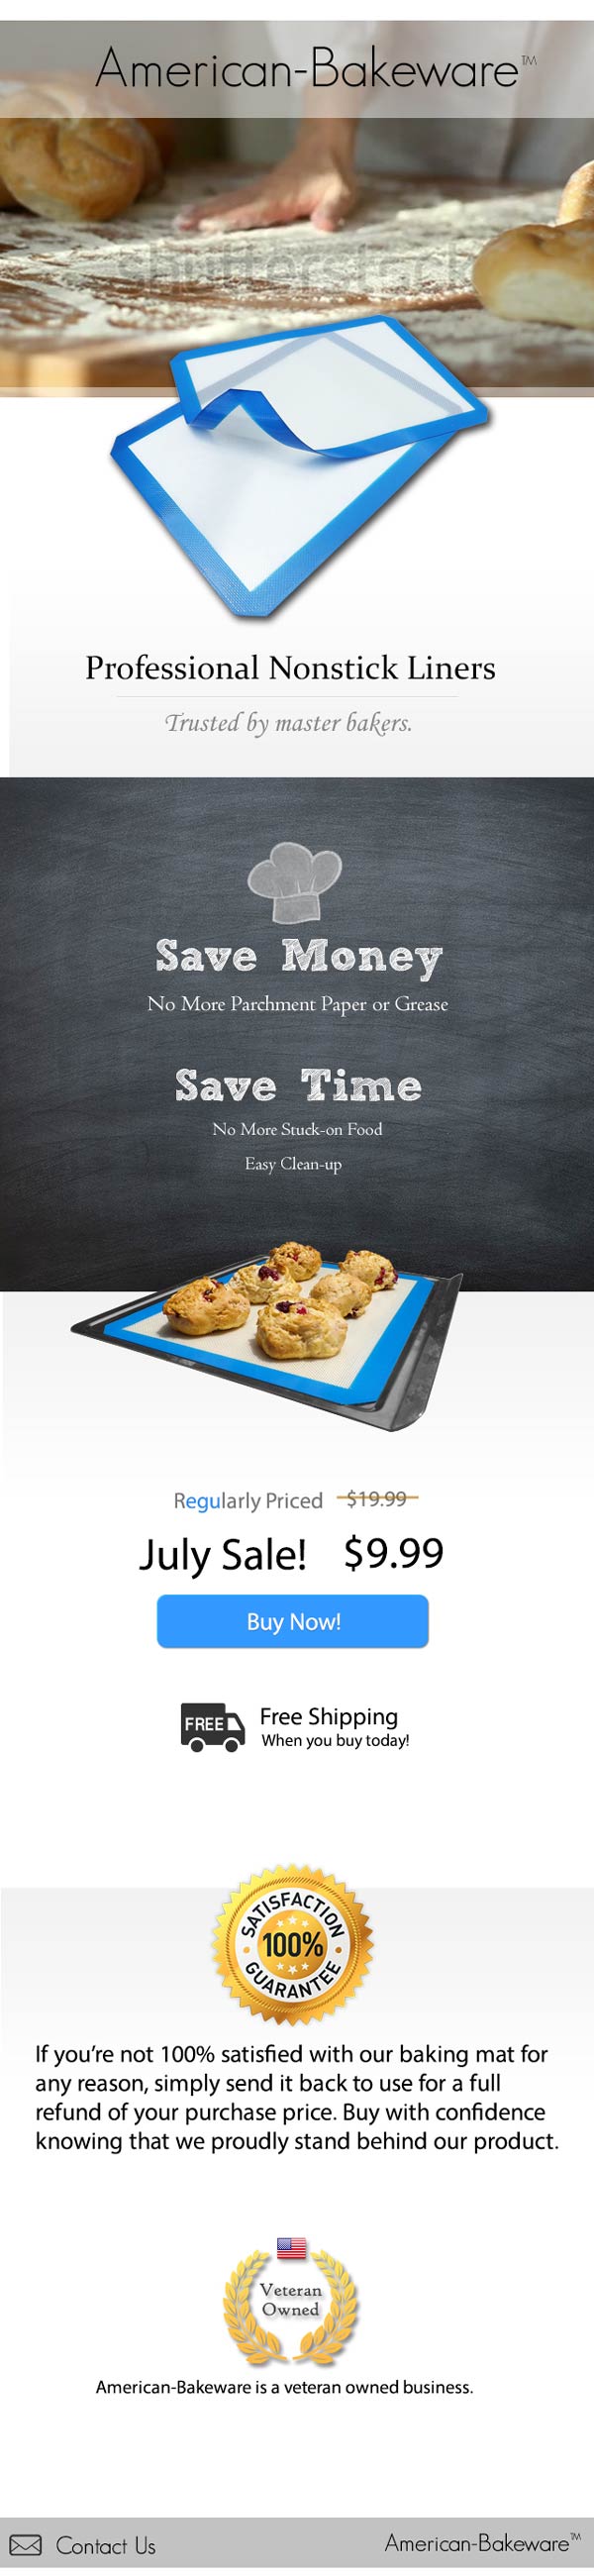 American-Bakeware™
shutterstock
Professional Nonstick Liners
Trusted by master bakers.
Save Money
No More Parchment Paper or Grease
Save Time
No More Stuck-on Food
Easy Clean-up
Regularly Priced $19.99
July Sale! $9.99
Buy Now!
FREE
Free Shipping
When you buy today!
SATISFACTION
100%
GUARANTEE
If you’re not 100% satisfied with our baking mat for
any reason, simply send it back to use for a full
refund of your purchase price. Buy with confidence
knowing that we proudly stand behind our product.
Veteran
Owned
American-Bakeware is a veteran owned business.
Contact Us
American-Bakeware™